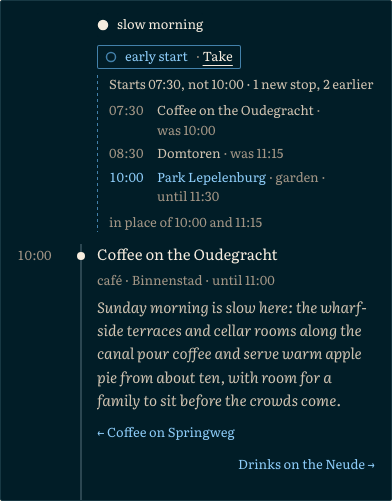 slow morning
early start · Take
Starts 07:30, not 10:00 · 1 new stop, 2 earlier
07:30 Coffee on the Oudegracht ·
was 10:00
08:30 Domtoren · was 11:15
10:00 Park Lepelenburg · garden ·
until 11:30
in place of 10:00 and 11:15
10:00 Coffee on the Oudegracht
café · Binnenstad · until 11:00
Sunday morning is slow here: the wharf-
side terraces and cellar rooms along the
canal pour coffee and serve warm apple
pie from about ten, with room for a
family to sit before the crowds come.
← Coffee on Springweg
Drinks on the Neude →